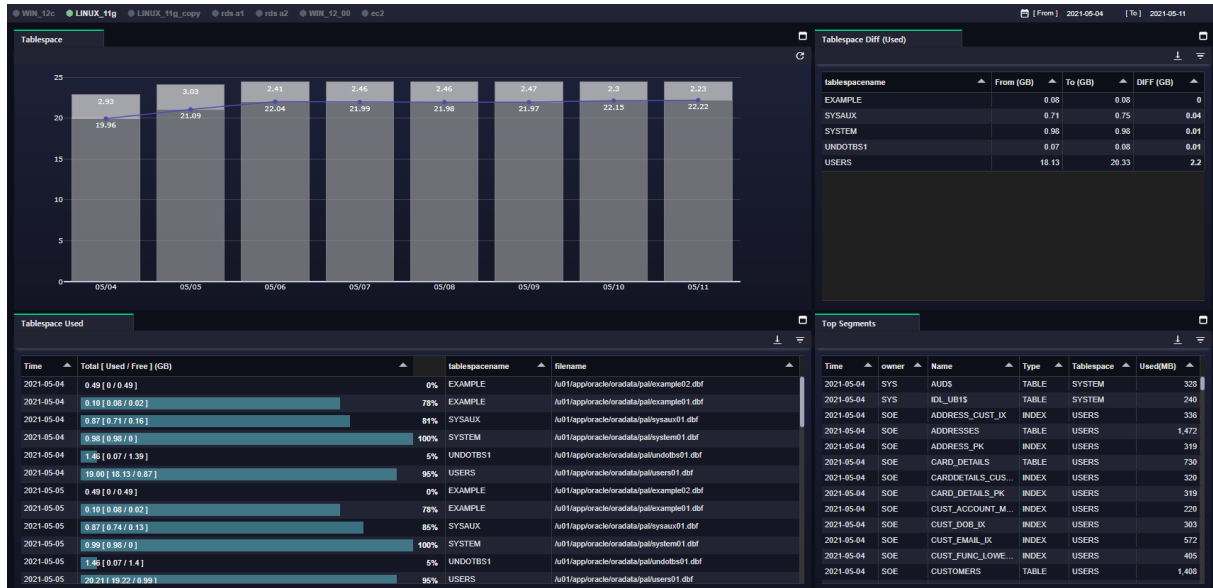 WIN_12c LINUX_11g LINUX_11g_copy rds a1 rds a2 WIN_12_00 ec2 [ From ] 2021-05-04 [ To ] 2021-05-11
Tablespace
25
20
15
10
5
0
2.93 3.03 2.41 2.46 2.46 2.47 2.3 2.23
19.96 21.09 22.04 21.99 21.98 21.97 22.15 22.22
05/04 05/05 05/06 05/07 05/08 05/09 05/10 05/11
Tablespace Diff (Used)
tablespacename From (GB) To (GB) DIFF (GB)
EXAMPLE 0.08 0.08 0
SYSAUX 0.71 0.75 0.04
SYSTEM 0.98 0.98 0.01
UNDOTBS1 0.07 0.08 0.01
USERS 18.13 20.33 2.2
Tablespace Used
Time Total [ Used / Free ] (GB) tablespacename filename
2021-05-04 0.49 [ 0 / 0.49 ] 0% EXAMPLE /u01/app/oracle/oradata/pal/example02.dbf
2021-05-04 0.10 [ 0.08 / 0.02 ] 78% EXAMPLE /u01/app/oracle/oradata/pal/example01.dbf
2021-05-04 0.87 [ 0.71 / 0.16 ] 81% SYSAUX /u01/app/oracle/oradata/pal/sysaux01.dbf
2021-05-04 0.98 [ 0.98 / 0 ] 100% SYSTEM /u01/app/oracle/oradata/pal/system01.dbf
2021-05-04 1.46 [ 0.07 / 1.39 ] 5% UNDOTBS1 /u01/app/oracle/oradata/pal/undotbs01.dbf
2021-05-04 19.00 [ 18.13 / 0.87 ] 95% USERS /u01/app/oracle/oradata/pal/users01.dbf
2021-05-05 0.49 [ 0 / 0.49 ] 0% EXAMPLE /u01/app/oracle/oradata/pal/example02.dbf
2021-05-05 0.10 [ 0.08 / 0.02 ] 78% EXAMPLE /u01/app/oracle/oradata/pal/example01.dbf
2021-05-05 0.87 [ 0.74 / 0.13 ] 85% SYSAUX /u01/app/oracle/oradata/pal/sysaux01.dbf
2021-05-05 0.99 [ 0.98 / 0 ] 100% SYSTEM /u01/app/oracle/oradata/pal/system01.dbf
2021-05-05 1.46 [ 0.07 / 1.4 ] 5% UNDOTBS1 /u01/app/oracle/oradata/pal/undotbs01.dbf
2021-05-05 20.21 [ 19.22 / 0.99 ] 95% USERS /u01/app/oracle/oradata/pal/users01.dbf
Top Segments
Time owner Name Type Tablespace Used(MB)
2021-05-04 SYS AUD$ TABLE SYSTEM 328
2021-05-04 SYS IDL_UB1$ TABLE SYSTEM 240
2021-05-04 SOE ADDRESS_CUST_IX INDEX USERS 336
2021-05-04 SOE ADDRESSES TABLE USERS 1,472
2021-05-04 SOE ADDRESS_PK INDEX USERS 319
2021-05-04 SOE CARD_DETAILS TABLE USERS 730
2021-05-04 SOE CARDDETAILS_CUS... INDEX USERS 320
2021-05-04 SOE CARD_DETAILS_PK INDEX USERS 319
2021-05-04 SOE CUST_ACCOUNT_M... INDEX USERS 220
2021-05-04 SOE CUST_DOB_IX INDEX USERS 303
2021-05-04 SOE CUST_EMAIL_IX INDEX USERS 572
2021-05-04 SOE CUST_FUNC_LOWE... INDEX USERS 405
2021-05-04 SOE CUSTOMERS TABLE USERS 1,408